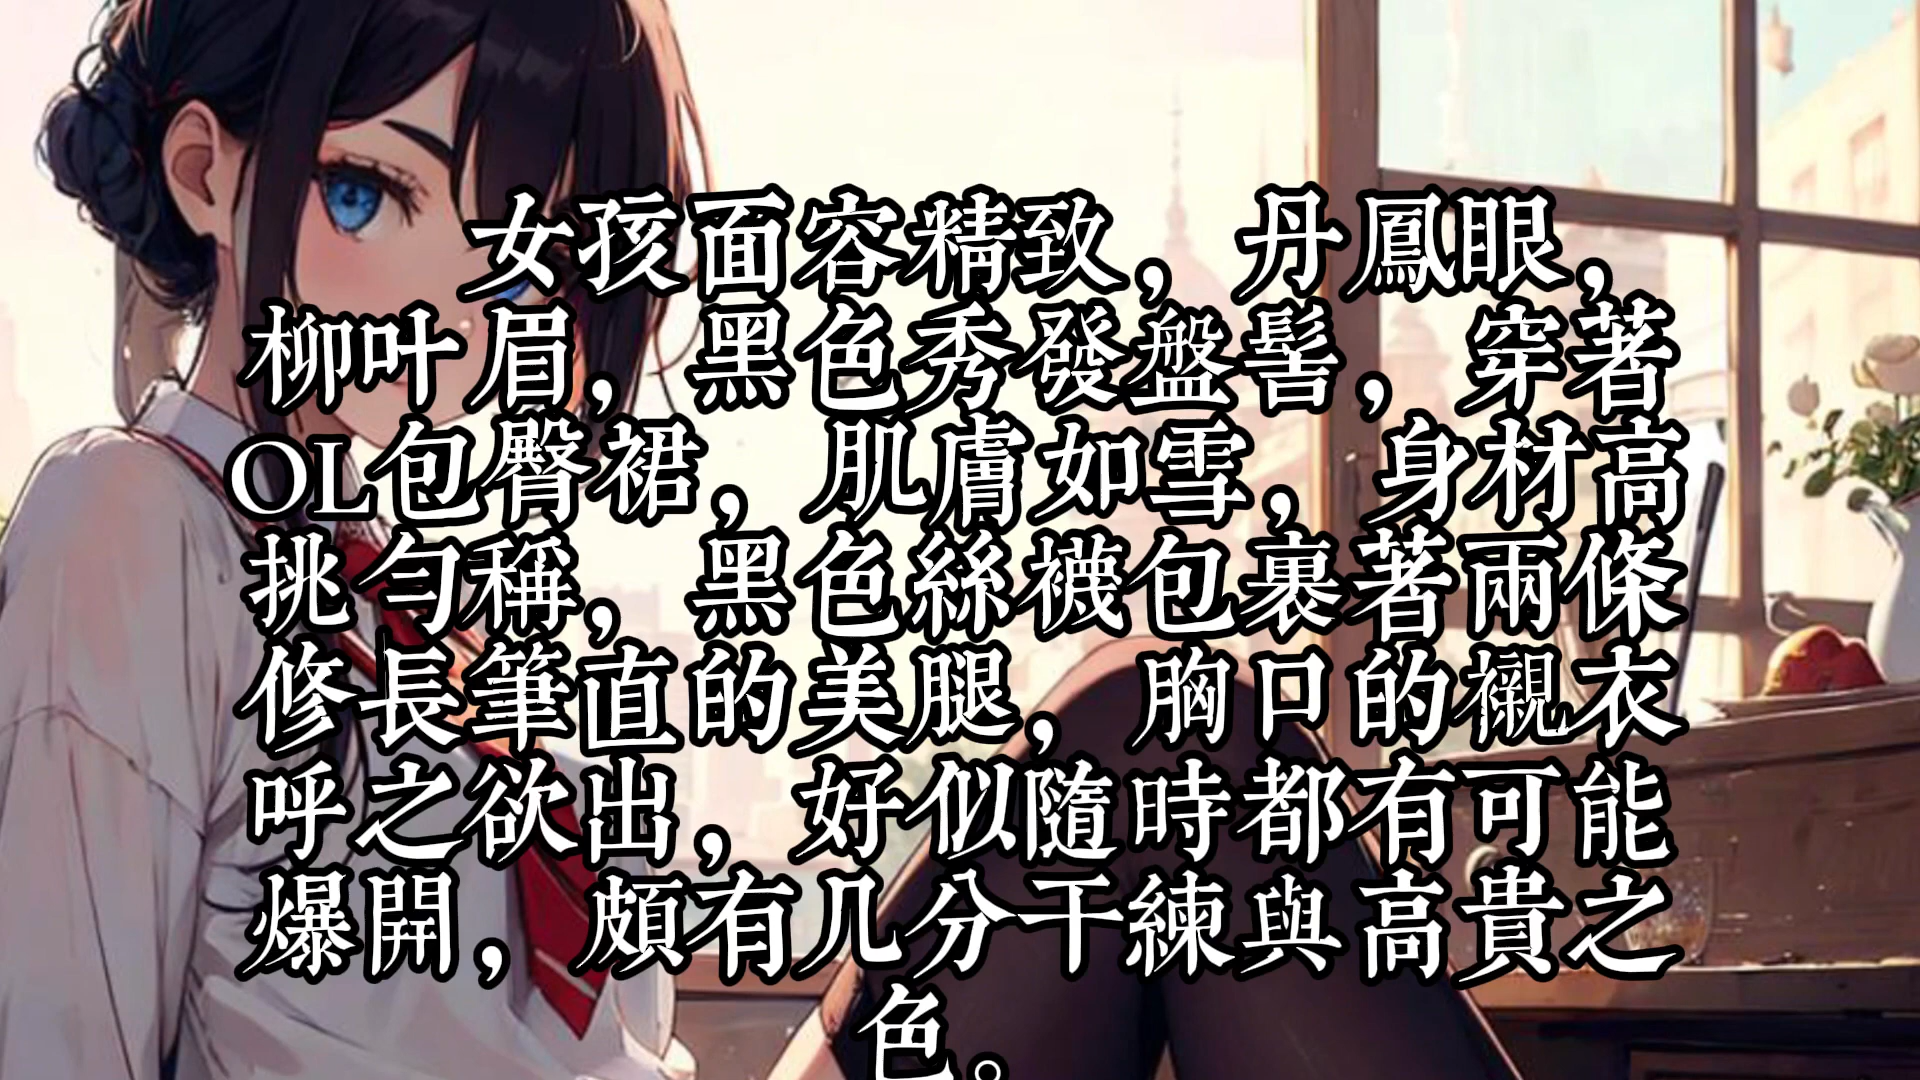 女孩面容精致，丹鳳眼，
柳叶眉，黑色秀發盤髻，穿著
OL包臀裙，肌膚如雪，身材高
挑勻稱，黑色絲襪包裹著兩條
修長筆直的美腿，胸口的襯衣
呼之欲出，好似隨時都有可能
爆開，頗有几分干練與高貴之
色。